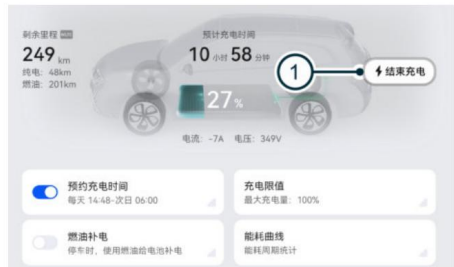 剩余里程
249 km
纯电: 48km
燃油: 201km
预计充电时间
10 小时 58 分钟
1
结束充电
27%
电流: -7A 电压: 349V
预约充电时间
每天 14:48-次日 06:00
充电限值
最大充电量: 100%
燃油补电
停车时，使用燃油给电池补电
能耗曲线
能耗周期统计